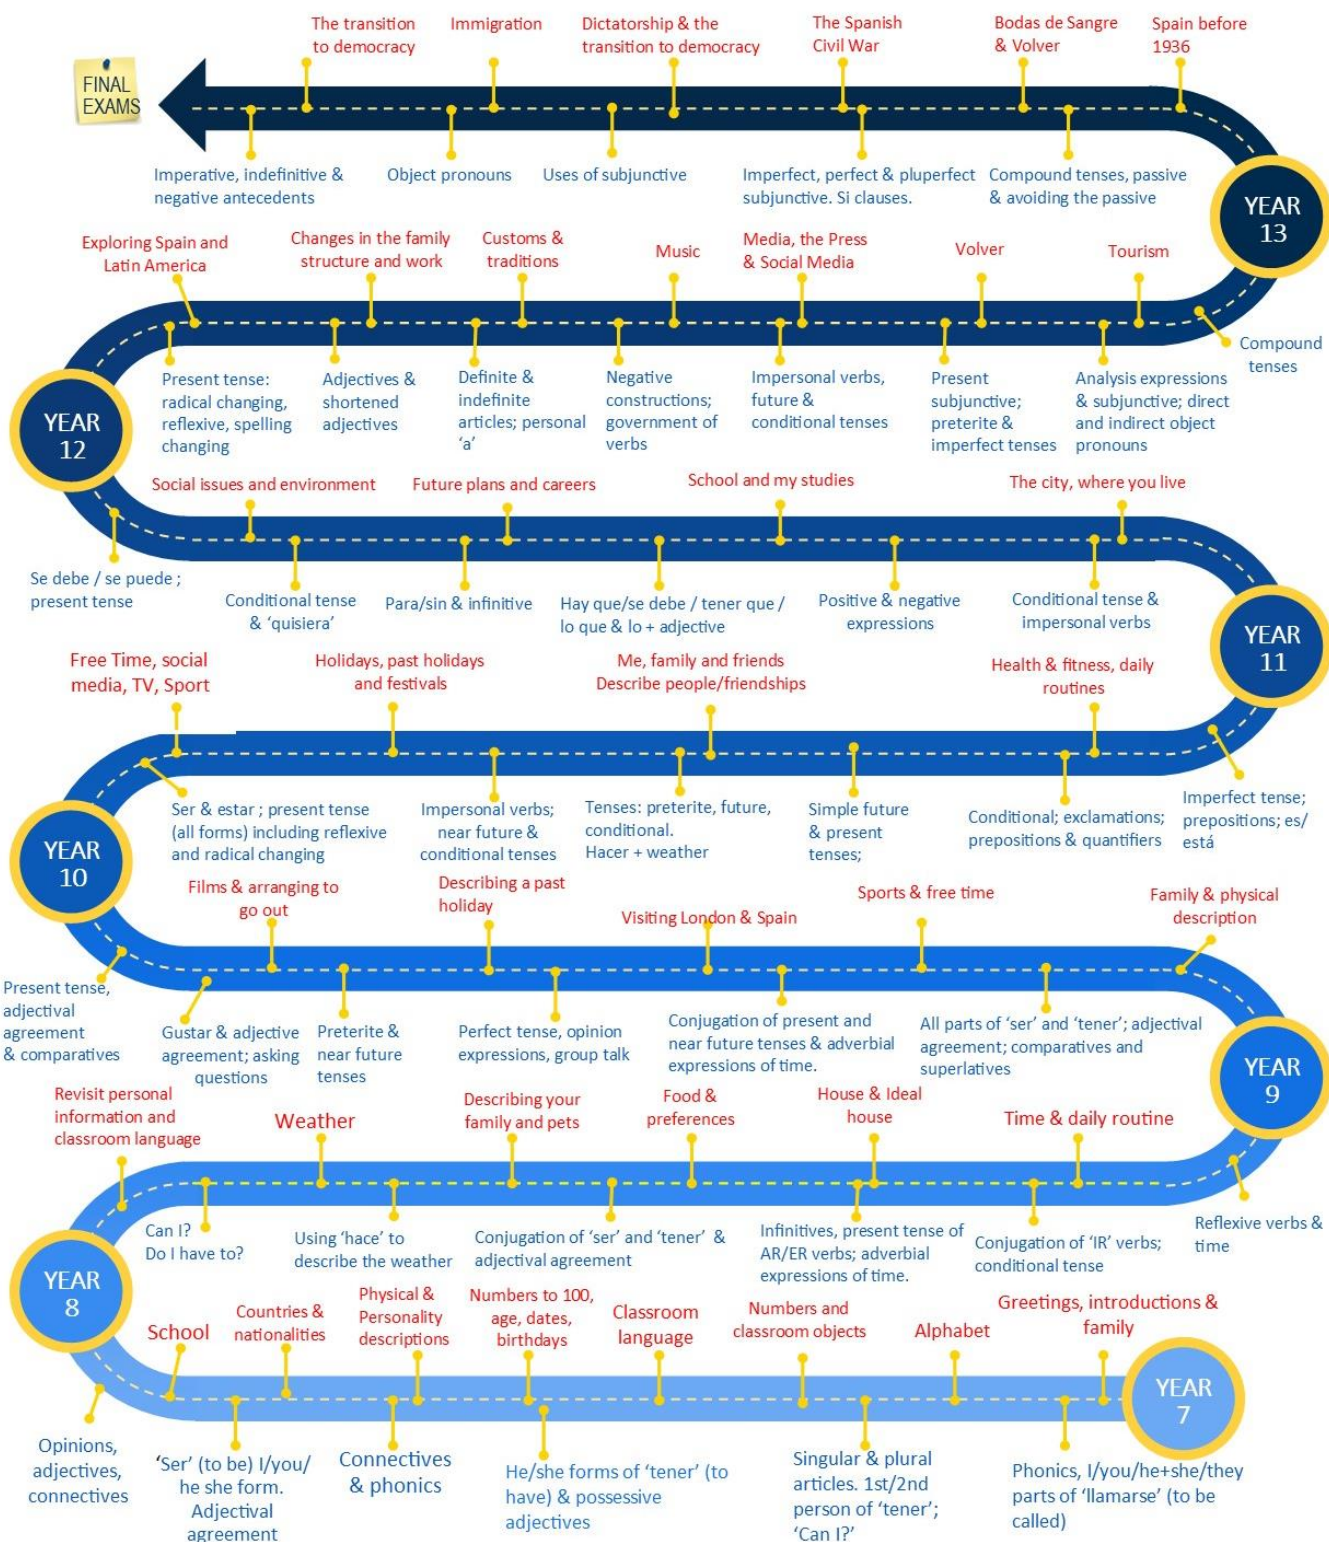 The transition
to democracy
Immigration
Dictatorship & the
transition to democracy
The Spanish
Civil War
Bodas de Sangre
& Volver
Spain before
1936
FINAL
EXAMS
Imperative, indefinitive &
negative antecedents
Object pronouns
Uses of subjunctive
Imperfect, perfect & pluperfect
subjunctive. Si clauses.
Compound tenses, passive
& avoiding the passive
YEAR
13
Exploring Spain and
Latin America
Changes in the family
structure and work
Customs &
traditions
Music
Media, the Press
& Social Media
Volver
Tourism
Compound
tenses
Present tense:
radical changing,
reflexive, spelling
changing
Adjectives &
shortened
adjectives
Definite &
indefinite
articles; personal
‘a’
Negative
constructions;
government of
verbs
Impersonal verbs,
future &
conditional tenses
Present
subjunctive;
preterite &
imperfect tenses
Analysis expressions
& subjunctive; direct
and indirect object
pronouns
YEAR
12
Social issues and environment
Future plans and careers
School and my studies
The city, where you live
Se debe / se puede ;
present tense
Conditional tense
& ‘quisiera’
Para/sin & infinitive
Hay que/se debe / tener que /
lo que & lo + adjective
Positive & negative
expressions
Conditional tense &
impersonal verbs
YEAR
11
Free Time, social
media, TV, Sport
Holidays, past holidays
and festivals
Me, family and friends
Describe people/friendships
Health & fitness, daily
routines
Ser & estar ; present tense
(all forms) including reflexive
and radical changing
Impersonal verbs;
near future &
conditional tenses
Tenses: preterite, future,
conditional.
Hacer + weather
Simple future
& present
tenses;
Conditional; exclamations;
prepositions & quantifiers
Imperfect tense;
prepositions; es/
está
YEAR
10
Films & arranging to
go out
Describing a past
holiday
Visiting London & Spain
Sports & free time
Family & physical
description
Present tense,
adjectival
agreement
& comparatives
Gustar & adjective
agreement; asking
questions
Preterite &
near future
tenses
Perfect tense, opinion
expressions, group talk
Conjugation of present and
near future tenses & adverbial
expressions of time.
All parts of ‘ser’ and ‘tener’; adjectival
agreement; comparatives and
superlatives
YEAR
9
Revisit personal
information and
classroom language
Weather
Describing your
family and pets
Food &
preferences
House & Ideal
house
Time & daily routine
Can I?
Do I have to?
Using ‘hace’ to
describe the weather
Conjugation of ‘ser’ and ‘tener’ &
adjectival agreement
Infinitives, present tense of
AR/ER verbs; adverbial
expressions of time.
Conjugation of ‘IR’ verbs;
conditional tense
Reflexive verbs &
time
YEAR
8
School
Countries &
nationalities
Physical &
Personality
descriptions
Numbers to 100,
age, dates,
birthdays
Classroom
language
Numbers and
classroom objects
Alphabet
Greetings, introductions &
family
YEAR
7
Opinions,
adjectives,
connectives
‘Ser’ (to be) I/you/
he she form.
Adjectival
agreement
Connectives
& phonics
He/she forms of ‘tener’ (to
have) & possessive
adjectives
Singular & plural
articles. 1st/2nd
person of ‘tener’;
‘Can I?’
Phonics, I/you/he+she/they
parts of ‘llamarse’ (to be
called)